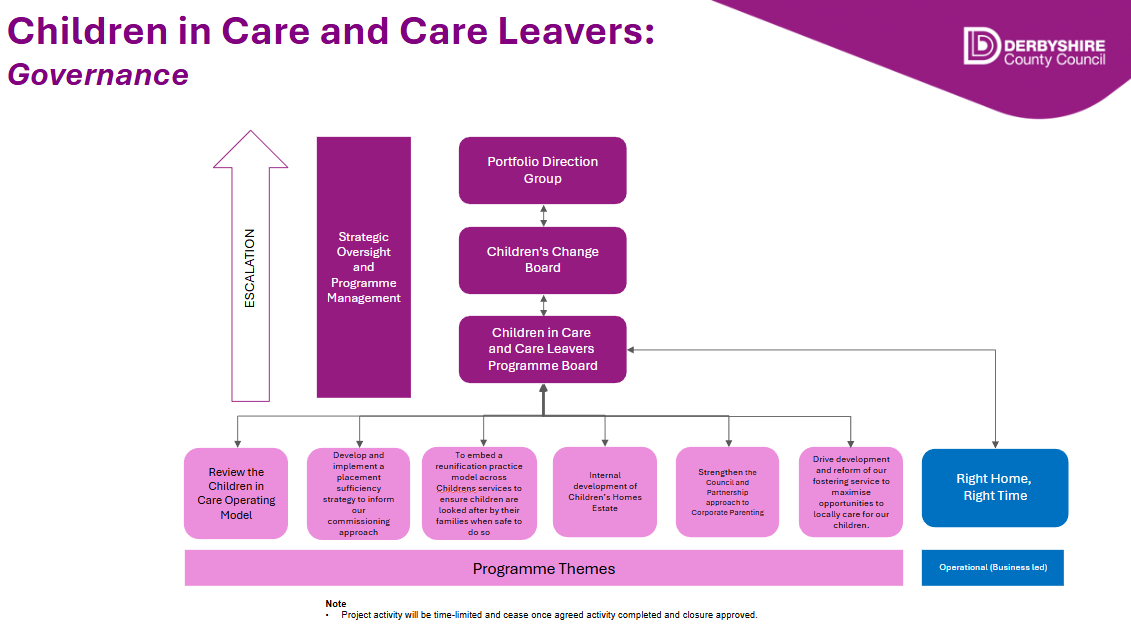 Children in Care and Care Leavers:
Governance
DERBYSHIRE
County Council
ESCALATION
Strategic
Oversight
and
Programme
Management
Portfolio Direction
Group
Children's Change
Board
Children in Care
and Care Leavers
Programme Board
Review the
Children in
Care Operating
Model
Develop and
implement a
placement
sufficiency
strategy to inform
our
commissioning
approach
To embed a
reunification practice
model across
Childrens services to
ensure children are
looked after by their
families when safe to
do so
Internal
development of
Children's Homes
Estate
Strengthen the
Council and
Partnership
approach to
Corporate Parenting
Drive development
and reform of our
fostering service to
maximise
opportunities to
locally care for our
children.
Right Home,
Right Time
Programme Themes
Operational (Business led)
Note
• Project activity will be time-limited and cease once agreed activity completed and closure approved.